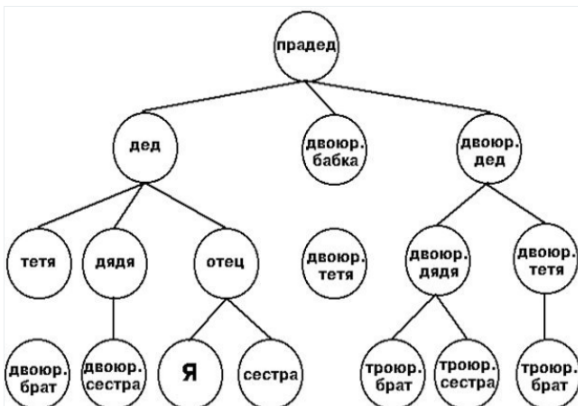 прадед
дед
двоюр.
бабка
двоюр.
дед
тетя
дядя
отец
двоюр.
тетя
двоюр.
дядя
двоюр.
тетя
двоюр.
брат
двоюр.
сестра
Я
сестра
троюр.
брат
троюр.
сестра
троюр.
брат